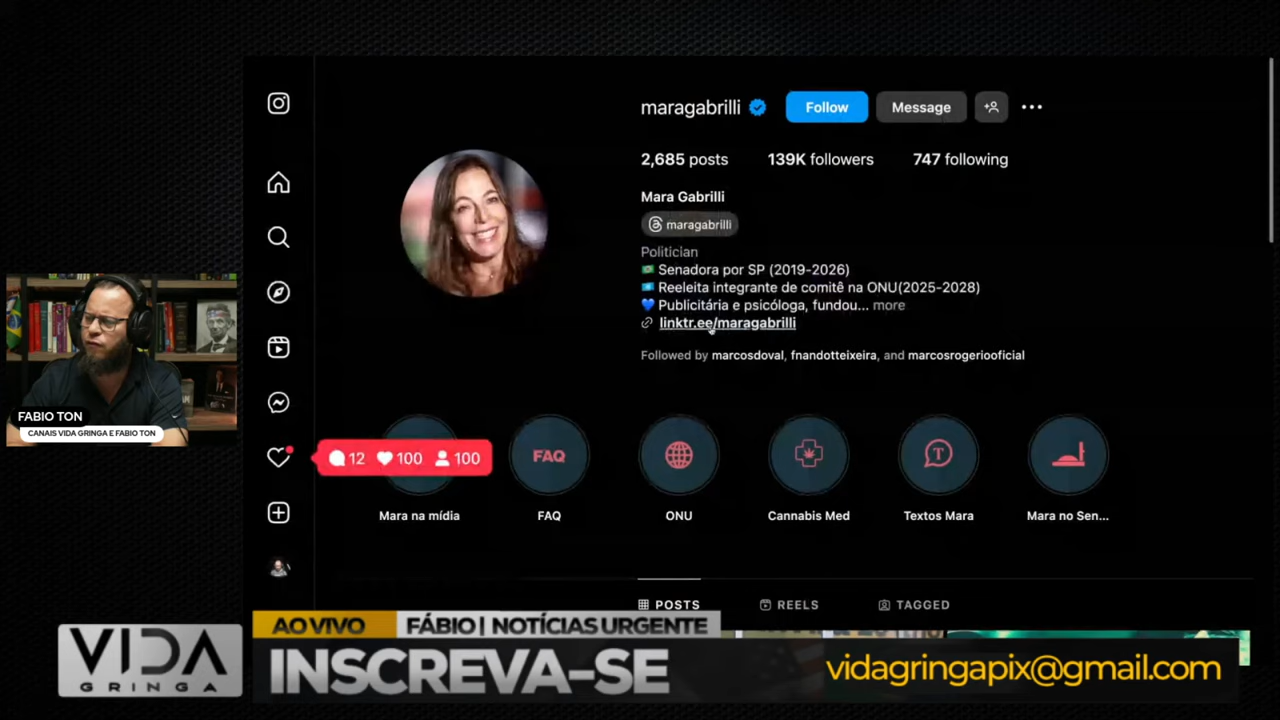 maragabrilli
Follow
Message
2,685 posts
139K followers
747 following
Mara Gabrilli
maragabrilli
Politician
Senadora por SP (2019-2026)
Reeleita integrante de comitê na ONU(2025-2028)
Publicitária e psicóloga, fundou... more
linktr.ee/maragabrilli
Followed by marcosdoval, fnandotteixeira, and marcosrogeriooficial
FABIO TON
CANAIS VIDA GRINGA E FABIO TON
12 100 100
FAQ
T
Mara na mídia
FAQ
ONU
Cannabis Med
Textos Mara
Mara no Sen...
POSTS
REELS
TAGGED
AO VIVO
FÁBIO | NOTÍCIAS URGENTE
VIDA
GRINGA
INSCREVA-SE
vidagringapix@gmail.com